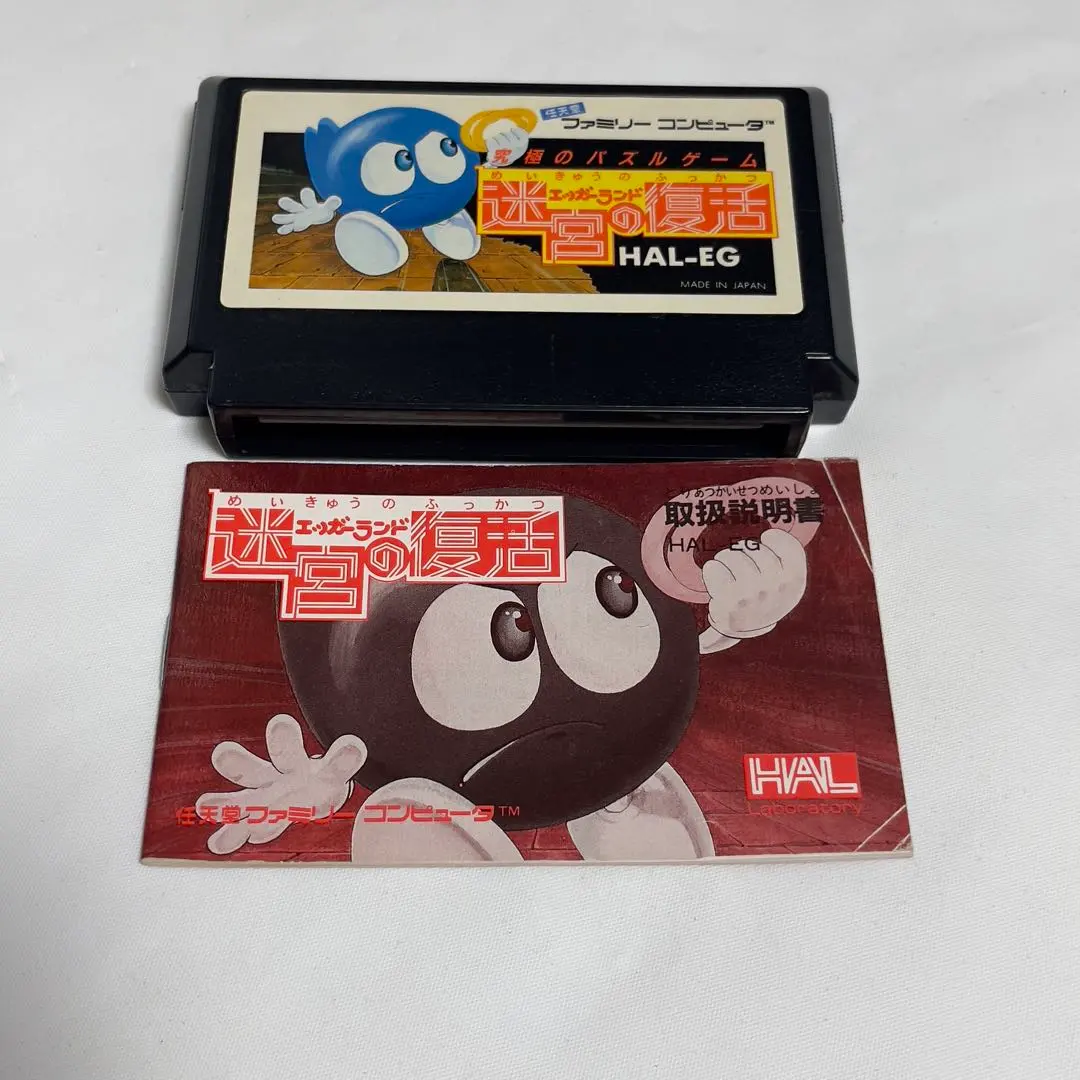 任天堂
ファミリー コンピュータ™
究極のパズルゲーム
めいきゅうのふっかつ
エッガーランド
迷宮の復活
HAL-EG
MADE IN JAPAN
めいきゅうのふっかつ
エッガーランド
迷宮の復活
とりあつかいせつめいしょ
取扱説明書
HAL-EG
HAL
Laboratory
任天堂 ファミリー コンピュータ™